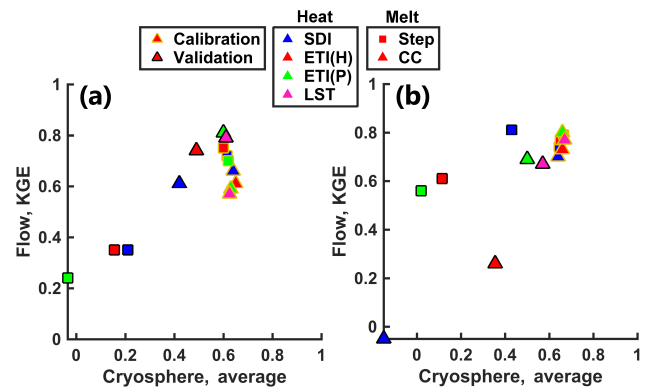 Heat Melt
Calibration
Validation
SDI
ETI(H)
ETI(P)
LST
Step
CC
(a)
1
0.8
0.6
0.4
0.2
0
Flow, KGE
0 0.2 0.4 0.6 0.8 1
Cryosphere, average
(b)
1
0.8
0.6
0.4
0.2
0
Flow, KGE
0 0.2 0.4 0.6 0.8 1
Cryosphere, average